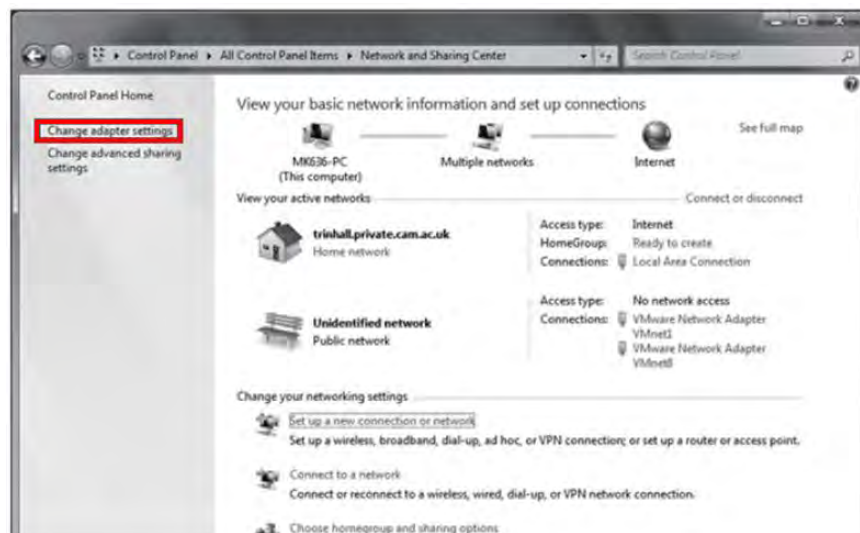 Control Panel ▸ All Control Panel Items ▸ Network and Sharing Center
Search Control Panel
Control Panel Home
Change adapter settings
Change advanced sharing
settings
View your basic network information and set up connections
See full map
MK636-PC
(This computer)
Multiple networks
Internet
View your active networks
Connect or disconnect
trinhall.private.cam.ac.uk
Home network
Access type: Internet
HomeGroup: Ready to create
Connections: Local Area Connection
Unidentified network
Public network
Access type: No network access
Connections: VMware Network Adapter
VMnet1
VMware Network Adapter
VMnet8
Change your networking settings
Set up a new connection or network
Set up a wireless, broadband, dial-up, ad hoc, or VPN connection; or set up a router or access point.
Connect to a network
Connect or reconnect to a wireless, wired, dial-up, or VPN network connection.
Choose homegroup and sharing options